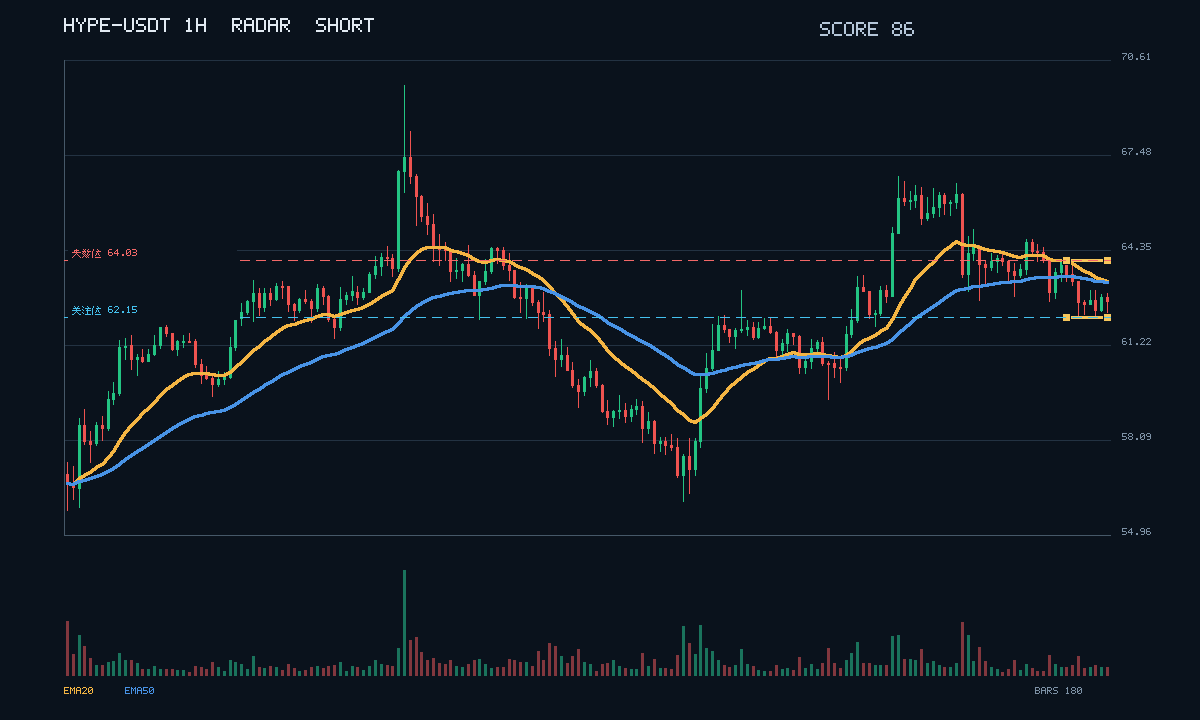 HYPE-USDT 1H RADAR SHORT
SCORE 86
70.61
67.48
失效位 64.03
64.35
关注位 62.15
61.22
58.09
54.96
EMA20 EMA50
BARS 180